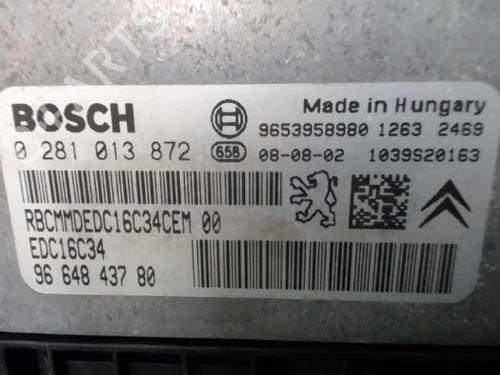 BOSCH
Made in Hungary
9653958980 1263 2469
0 281 013 872
658
08-08-02 1039S20163
RBCMMDEDC16C34CEM 00
EDC16C34
96 648 437 80